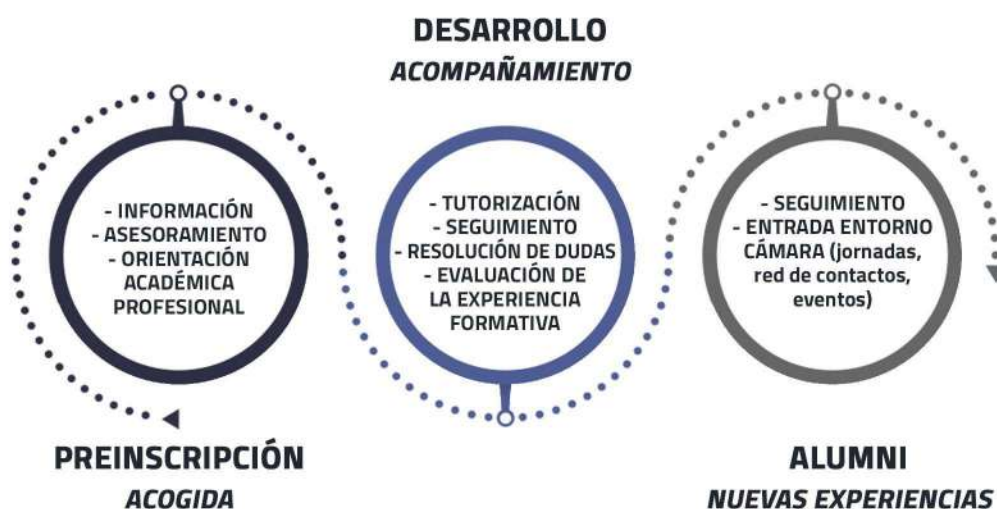 DESARROLLO
ACOMPAÑAMIENTO
- INFORMACIÓN
- ASESORAMIENTO
- ORIENTACIÓN
ACADÉMICA
PROFESIONAL
- TUTORIZACIÓN
- SEGUIMIENTO
- RESOLUCIÓN DE DUDAS
- EVALUACIÓN DE
LA EXPERIENCIA
FORMATIVA
- SEGUIMIENTO
- ENTRADA ENTORNO
CÁMARA (jornadas,
red de contactos,
eventos)
PREINSCRIPCIÓN
ACOGIDA
ALUMNI
NUEVAS EXPERIENCIAS